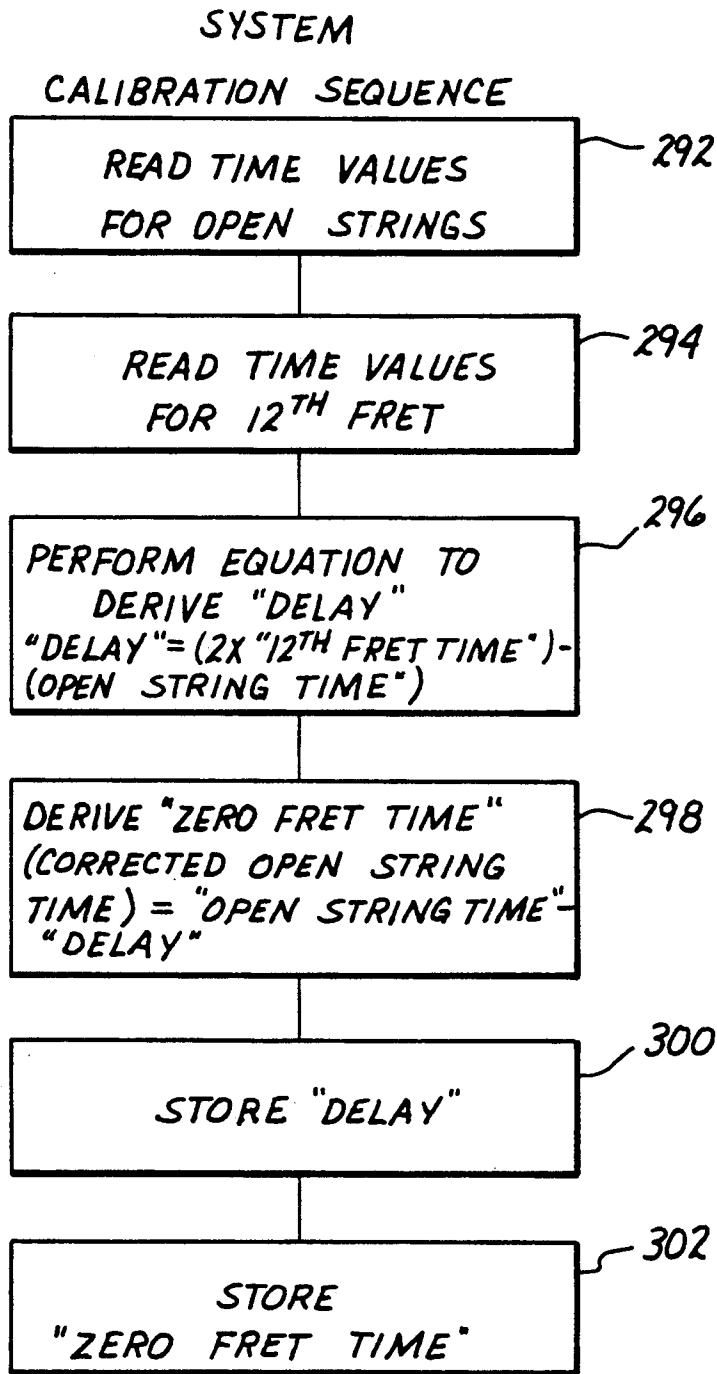 SYSTEM
CALIBRATION SEQUENCE
READ TIME VALUES
FOR OPEN STRINGS
292
READ TIME VALUES
FOR 12TH FRET
294
PERFORM EQUATION TO
DERIVE "DELAY"
"DELAY"= (2X "12TH FRET TIME")-
(OPEN STRING TIME")
296
DERIVE "ZERO FRET TIME"
(CORRECTED OPEN STRING
TIME) = "OPEN STRING TIME"-
"DELAY"
298
STORE "DELAY"
300
STORE
"ZERO FRET TIME"
302